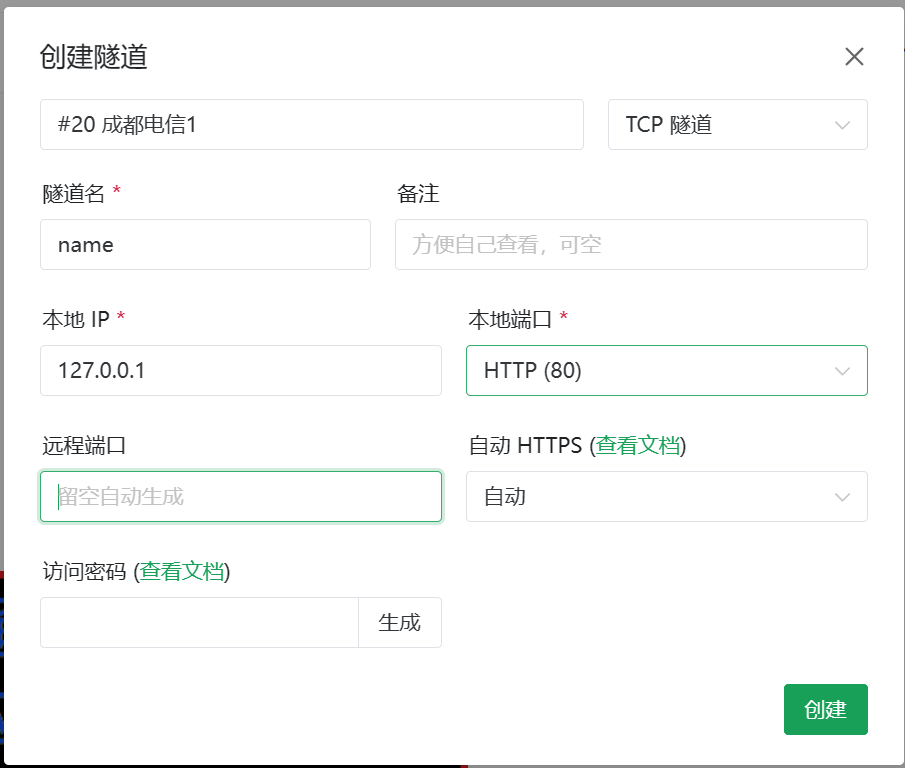 创建隧道
#20 成都电信1 TCP 隧道
隧道名 * 备注
name 方便自己查看，可空
本地 IP * 本地端口 *
127.0.0.1 HTTP (80)
远程端口 自动 HTTPS (查看文档)
留空自动生成 自动
访问密码 (查看文档)
生成
创建